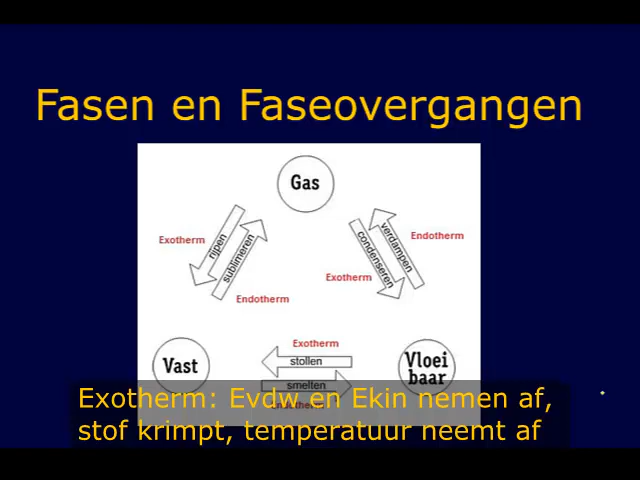 Fasen en Faseovergangen
Gas
Exotherm
rijpen
sublimeren
Endotherm
condenseren
verdampen
Endotherm
Exotherm
Exotherm
stollen
smelten
Endotherm
Vast
Vloei
baar
Exotherm: Evdw en Ekin nemen af,
stof krimpt, temperatuur neemt af